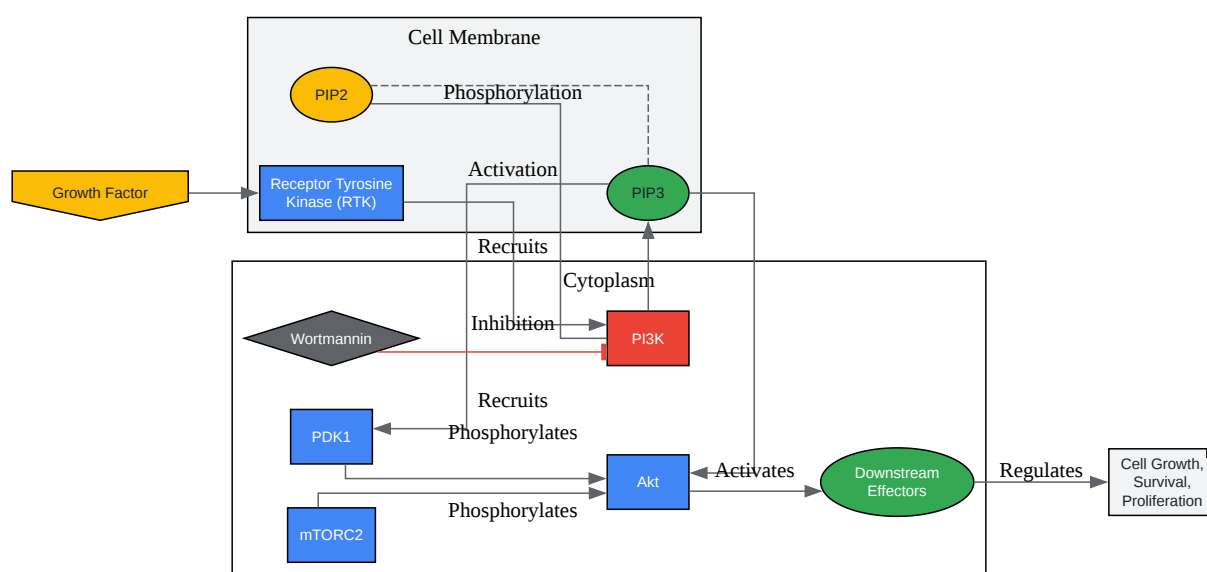 Cell Membrane
PIP2
Phosphorylation
Activation
Growth Factor
Receptor Tyrosine
Kinase (RTK)
PIP3
Recruits
Cytoplasm
Inhibition
Wortmannin
PI3K
Recruits
PDK1
Phosphorylates
Akt
Activates
Downstream
Effectors
Regulates
Cell Growth,
Survival,
Proliferation
Phosphorylates
mTORC2